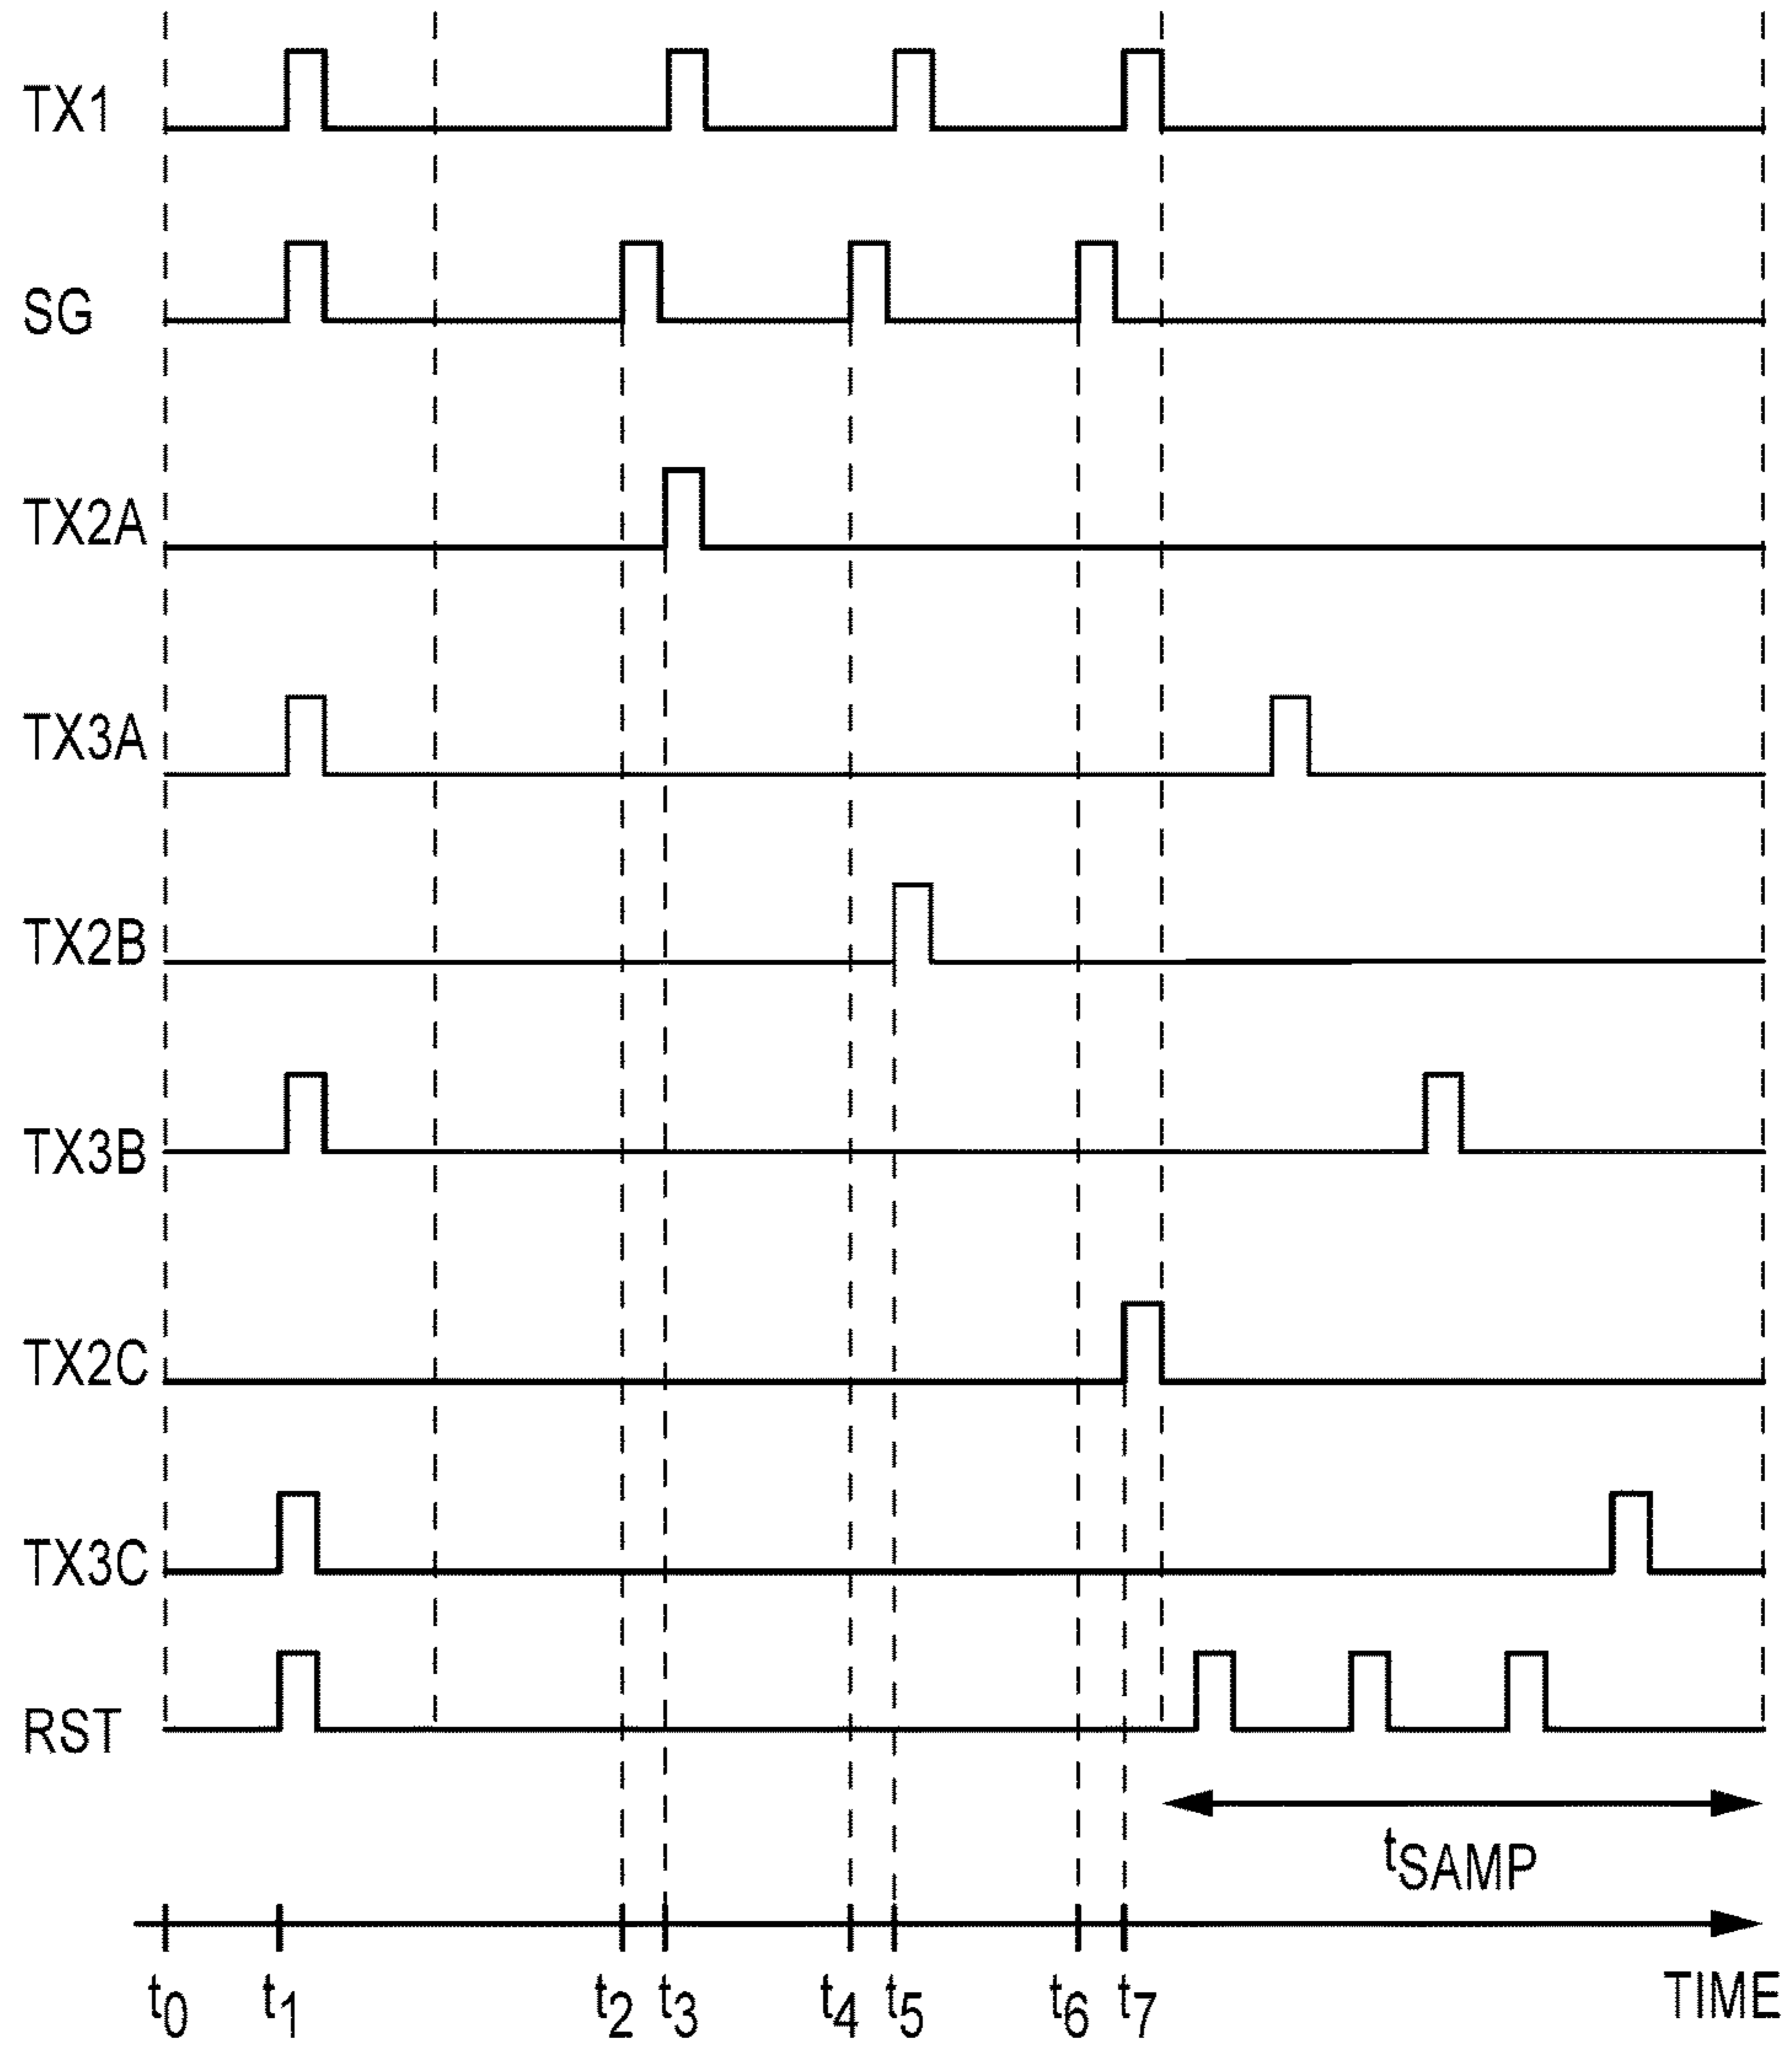 TX1
SG
TX2A
TX3A
TX2B
TX3B
TX2C
TX3C
RST
tSAMP
t0 t1 t2 t3 t4 t5 t6 t7 TIME